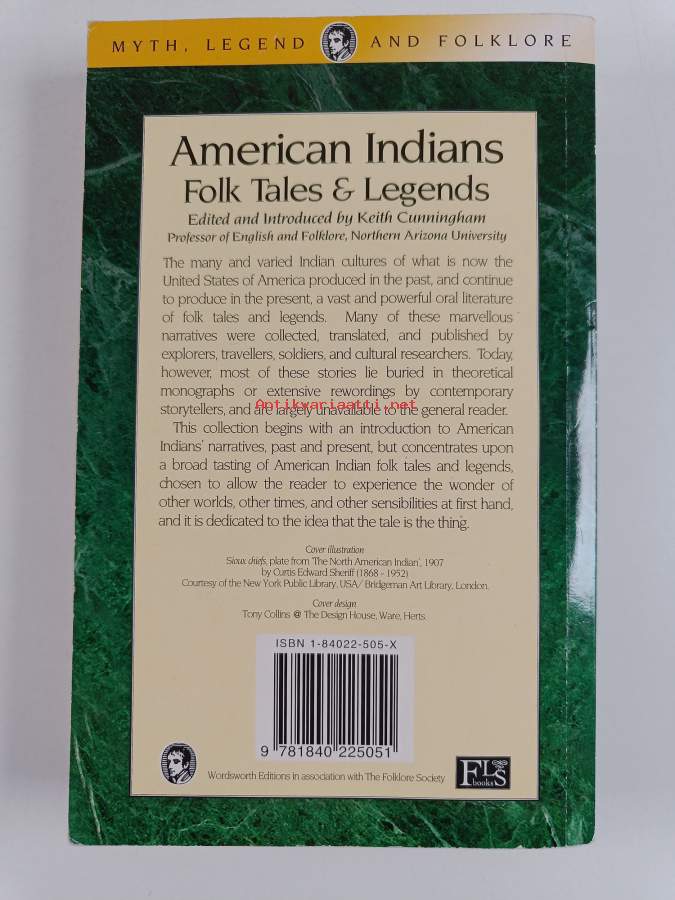 MYTH, LEGEND AND FOLKLORE
American Indians
Folk Tales & Legends
Edited and Introduced by Keith Cunningham
Professor of English and Folklore, Northern Arizona University
The many and varied Indian cultures of what is now the
United States of America produced in the past, and continue
to produce in the present, a vast and powerful oral literature
of folk tales and legends. Many of these marvellous
narratives were collected, translated, and published by
explorers, travellers, soldiers, and cultural researchers. Today,
however, most of these stories lie buried in theoretical
monographs or extensive rewordings by contemporary
Antikvariaatti.net
storytellers, and are largely unavailable to the general reader.
This collection begins with an introduction to American
Indians' narratives, past and present, but concentrates upon
a broad tasting of American Indian folk tales and legends,
chosen to allow the reader to experience the wonder of
other worlds, other times, and other sensibilities at first hand,
and it is dedicated to the idea that the tale is the thing.
Cover illustration
Sioux chiefs, plate from 'The North American Indian', 1907
by Curtis Edward Sheriff (1868 - 1952)
Courtesy of the New York Public Library, USA/ Bridgeman Art Library, London.
Cover design
Tony Collins @ The Design House, Ware, Herts.
ISBN 1-84022-505-X
9 781840 225051
Wordsworth Editions in association with The Folklore Society
FLS
books